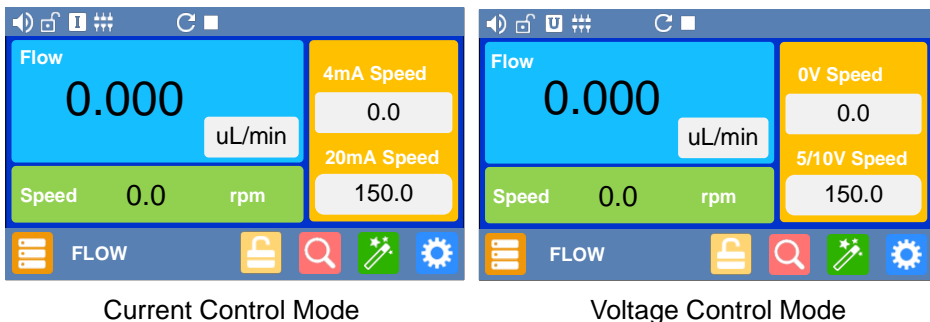 I
Flow
4mA Speed
0.000
0.0
uL/min
20mA Speed
Speed 0.0 rpm
150.0
FLOW
Current Control Mode
U
Flow
0V Speed
0.000
0.0
uL/min
5/10V Speed
Speed 0.0 rpm
150.0
FLOW
Voltage Control Mode